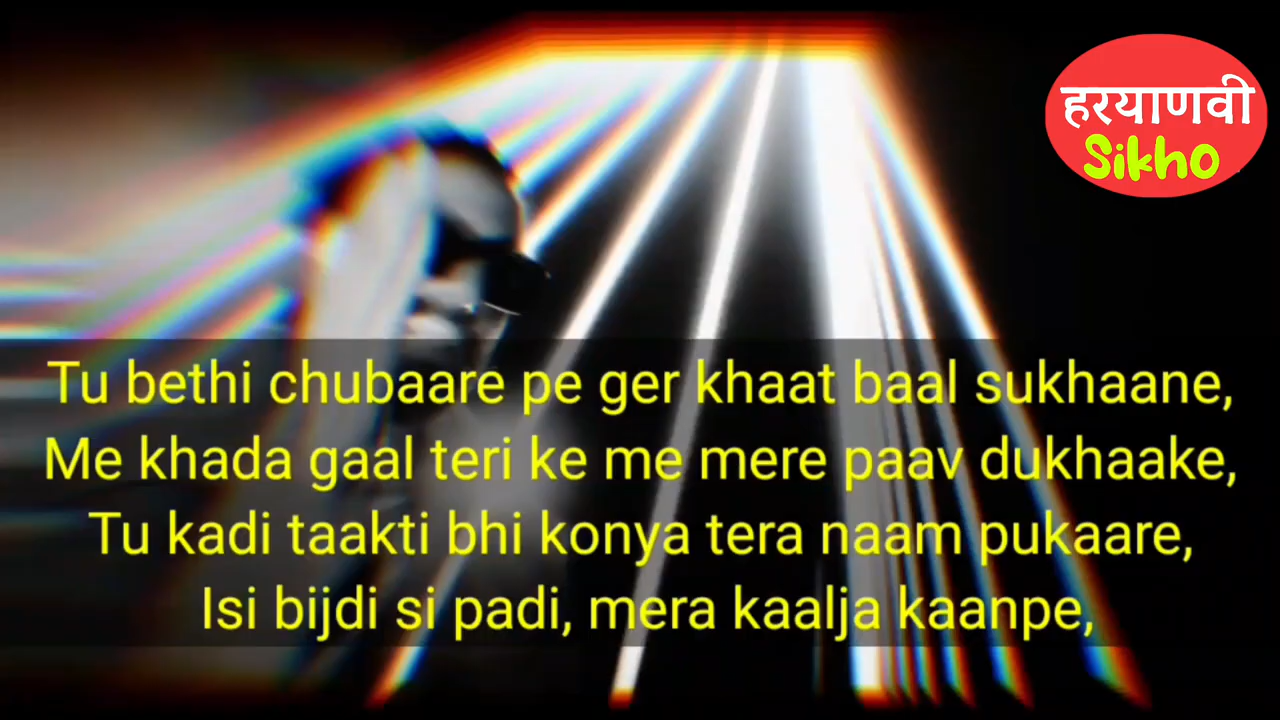 हरयाणवी
Sikho
Tu bethi chubaare pe ger khaat baal sukhaane,
Me khada gaal teri ke me mere paav dukhaake,
Tu kadi taakti bhi konya tera naam pukaare,
Isi bijdi si padi, mera kaalja kaanpe,